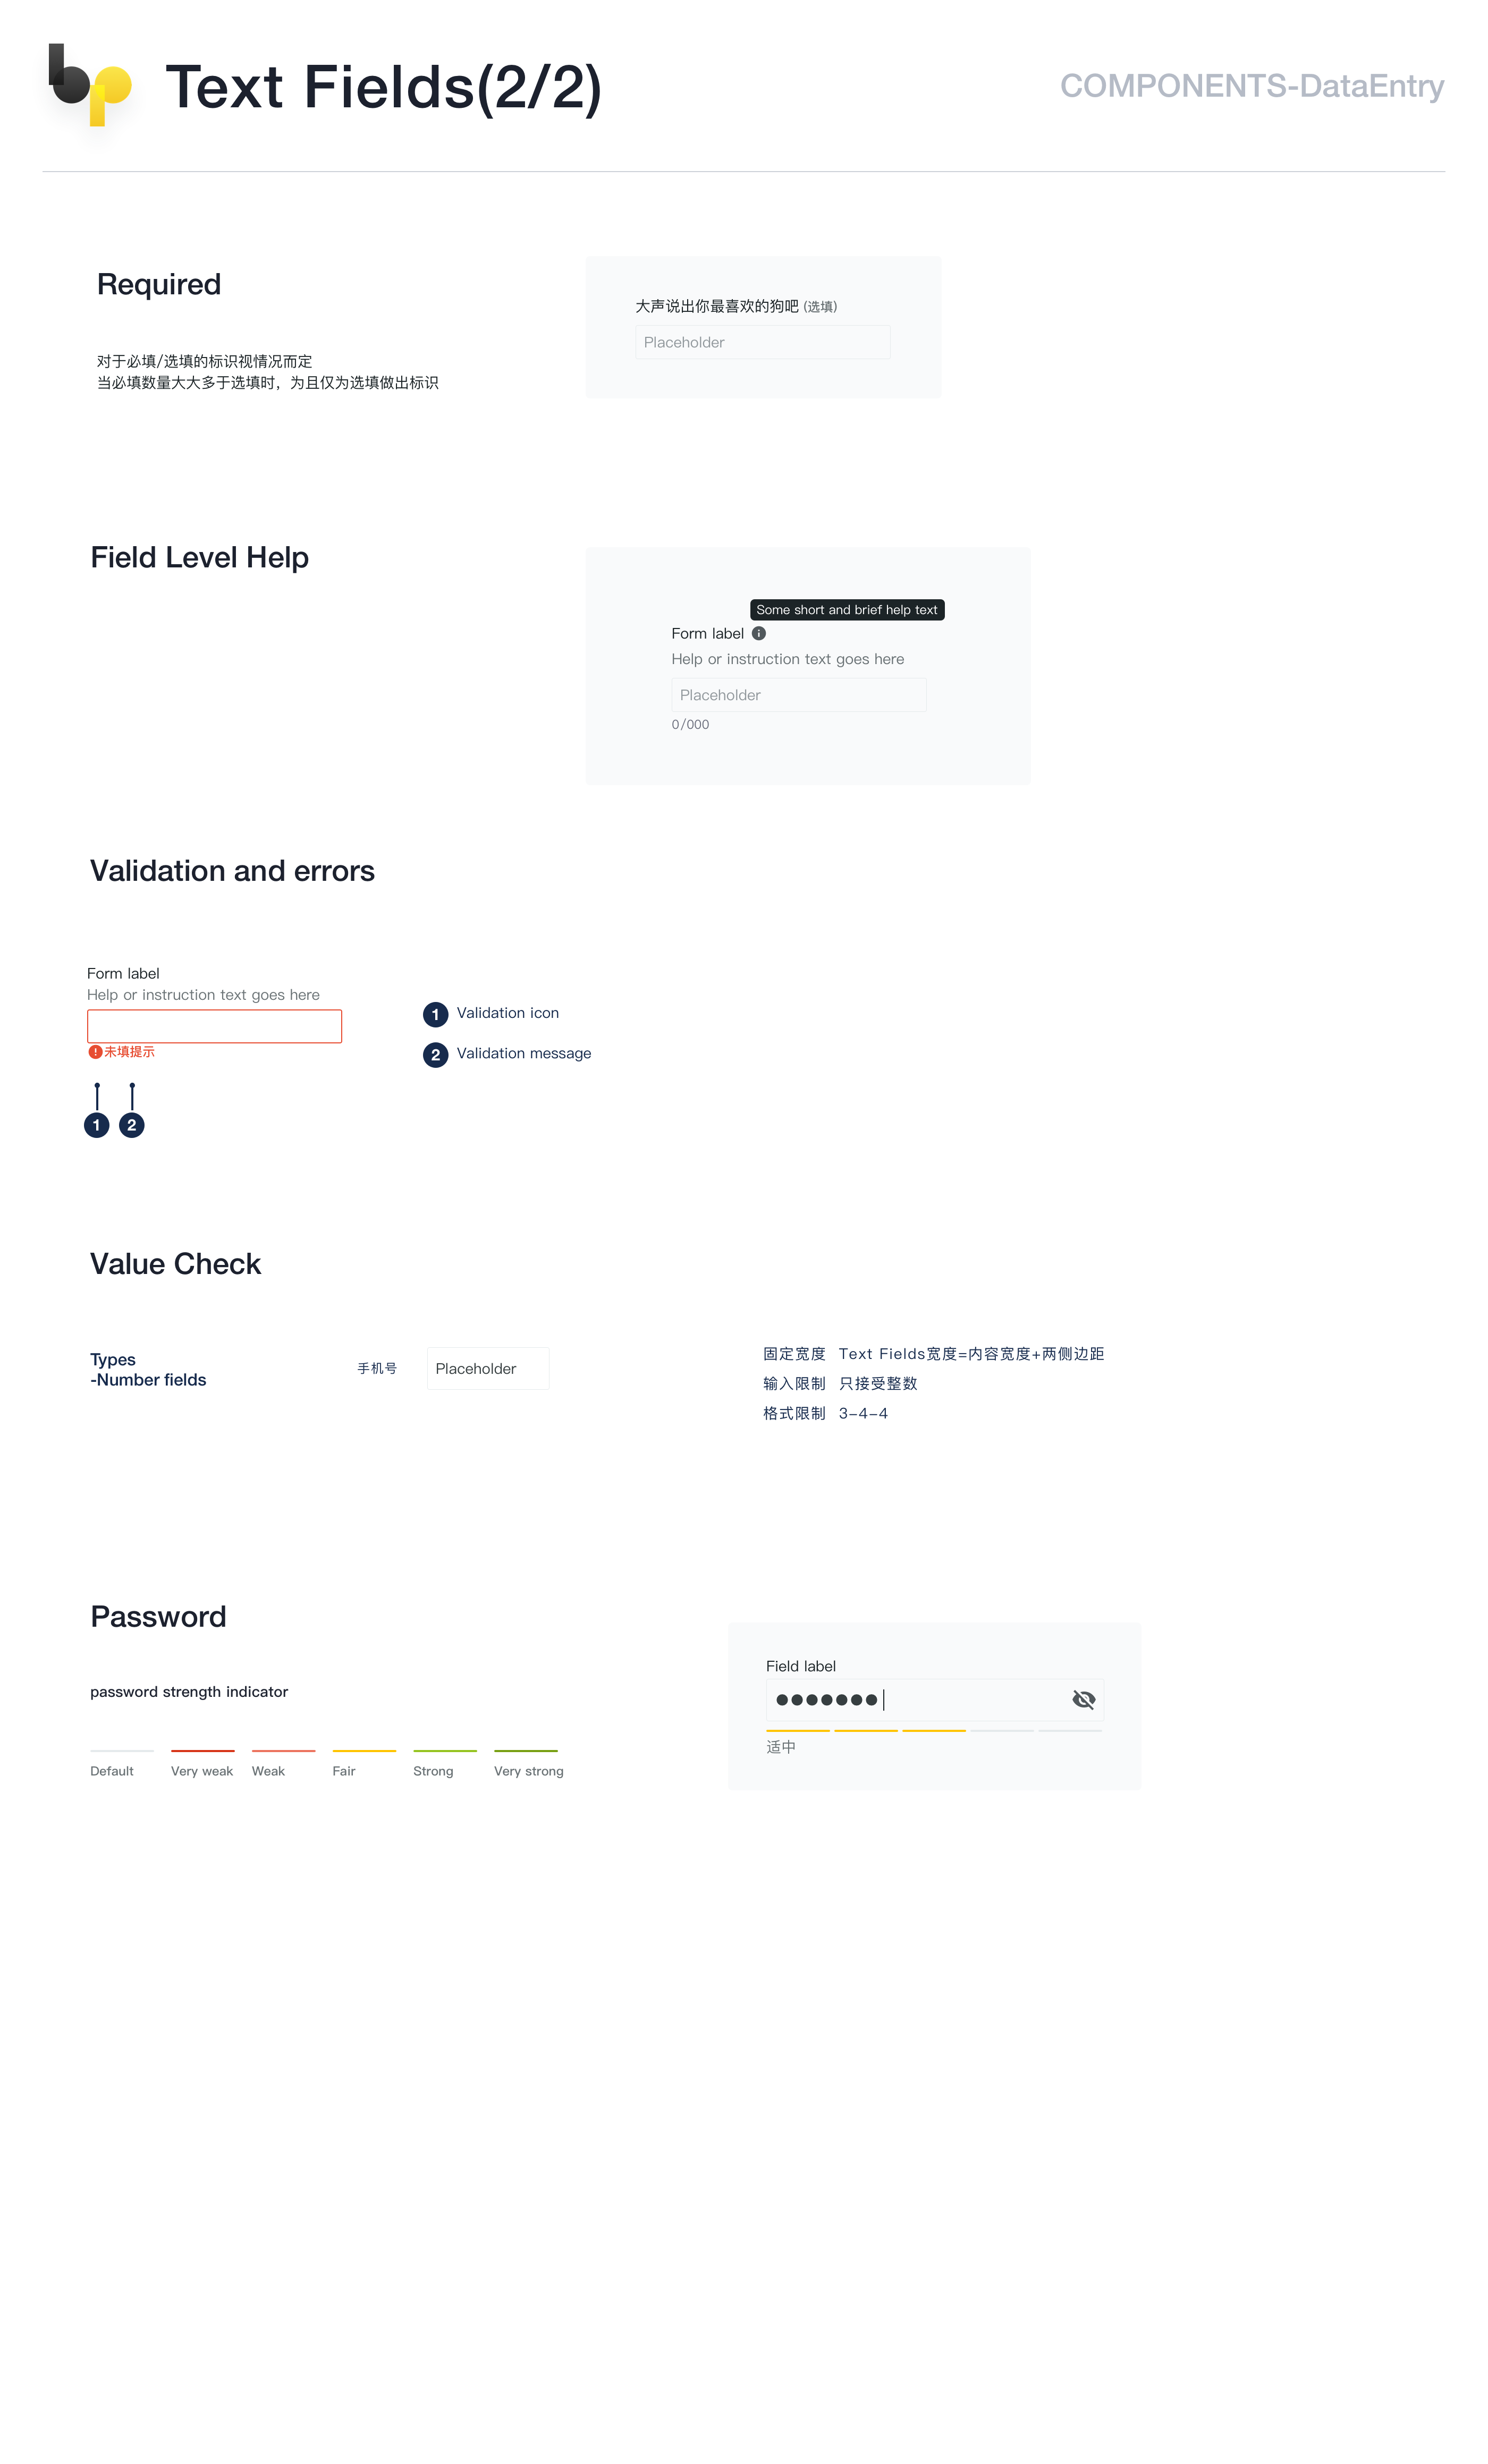 bp
Text Fields(2/2)
COMPONENTS-DataEntry
Required
对于必填/选填的标识视情况而定
当必填数量大大多于选填时，为且仅为选填做出标识
大声说出你最喜欢的狗吧 (选填)
Placeholder
Field Level Help
Some short and brief help text
Form label
Help or instruction text goes here
Placeholder
0/000
Validation and errors
Form label
Help or instruction text goes here
未填提示
1 2
1 Validation icon
2 Validation message
Value Check
Types
-Number fields
手机号
Placeholder
固定宽度 Text Fields宽度=内容宽度+两侧边距
输入限制 只接受整数
格式限制 3-4-4
Password
password strength indicator
Default Very weak Weak Fair Strong Very strong
Field label
适中